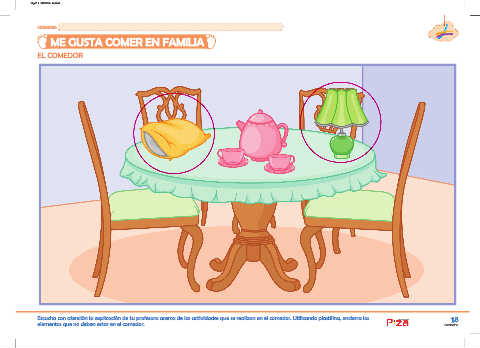 ME GUSTA COMER EN FAMILIA
EL COMEDOR
Escucha con atención la explicación de tu profesora acerca de las actividades que se realizan en el comedor. Utilizando plastilina, encierra los
elementos que no deben estar en el comedor.
18